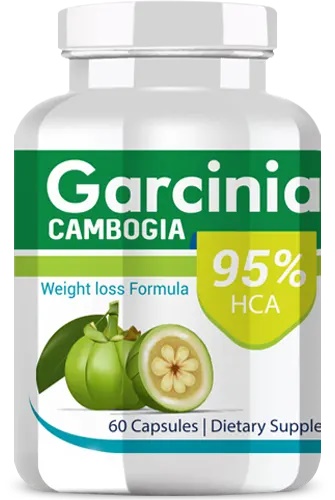 Garcinia
CAMBOGIA
95%
HCA
Weight loss Formula
60 Capsules | Dietary Supple